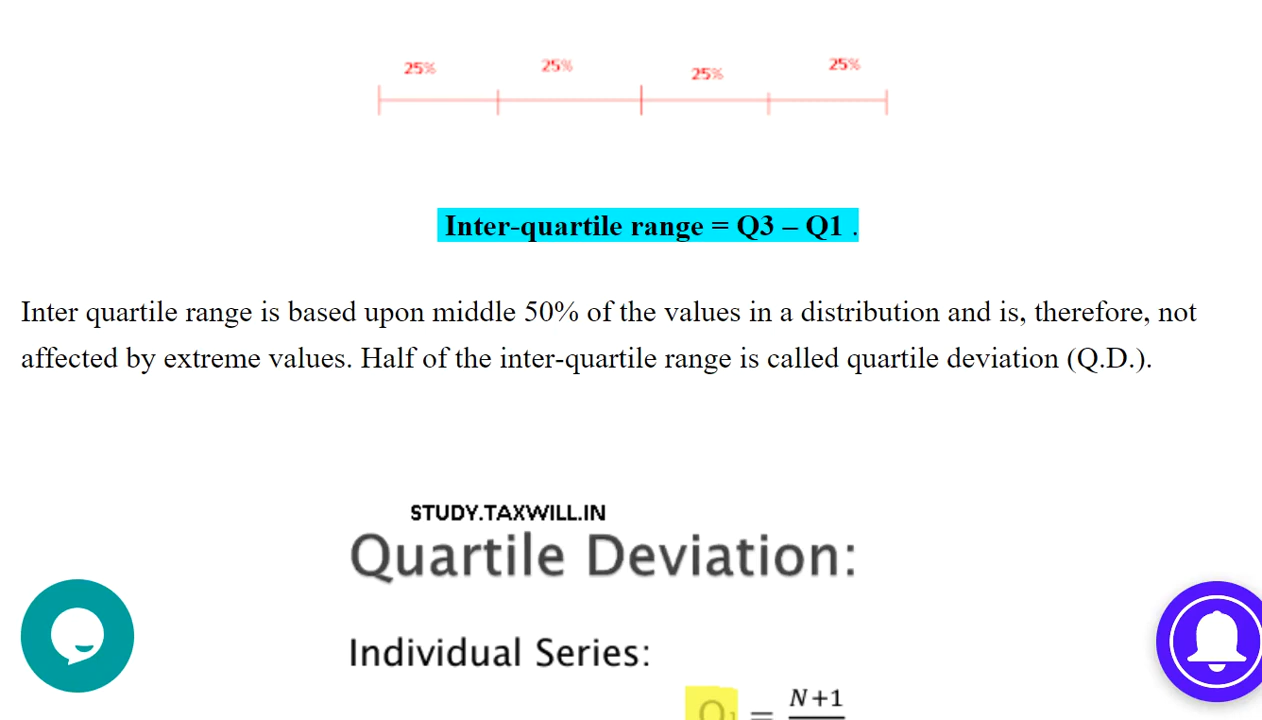 25% 25% 25% 25%
Inter-quartile range = Q3 – Q1 .
Inter quartile range is based upon middle 50% of the values in a distribution and is, therefore, not
affected by extreme values. Half of the inter-quartile range is called quartile deviation (Q.D.).
STUDY.TAXWILL.IN
Quartile Deviation:
Individual Series:
Q₁ = N+1